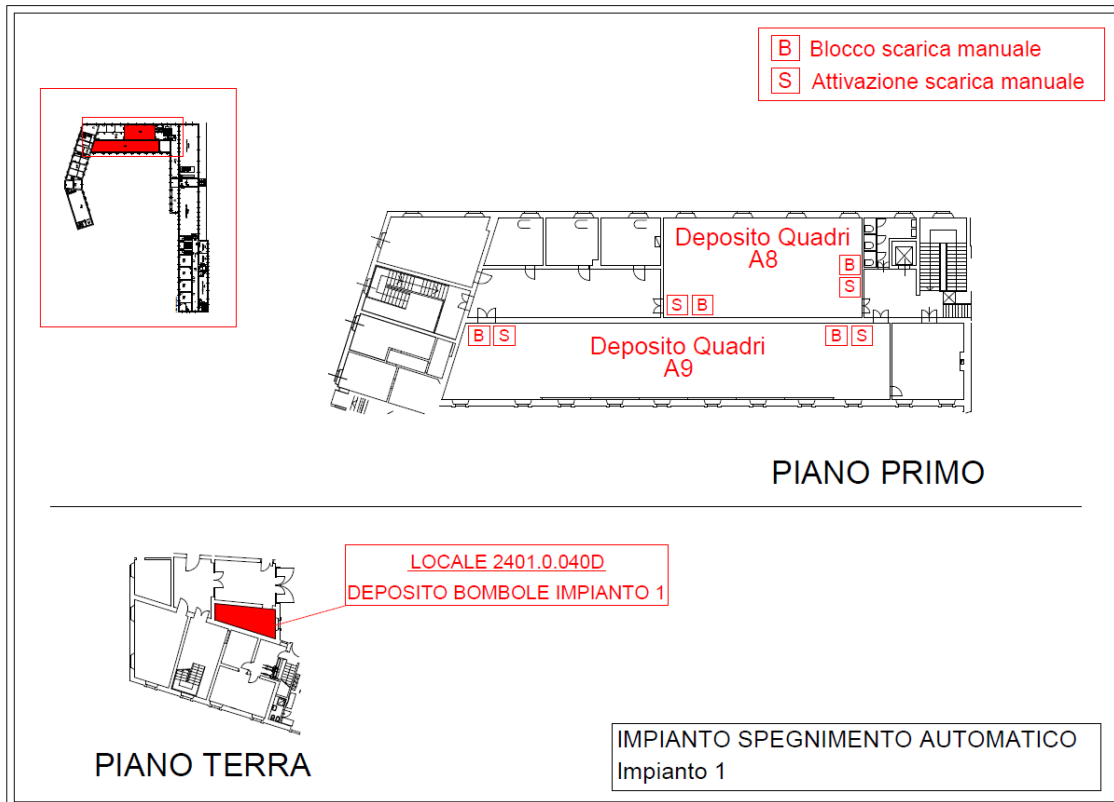 B Blocco scarica manuale
S Attivazione scarica manuale
Deposito Quadri
A8
B
S
S B
B S
Deposito Quadri
A9
B S
PIANO PRIMO
LOCALE 2401.0.040D
DEPOSITO BOMBOLE IMPIANTO 1
PIANO TERRA
IMPIANTO SPEGNIMENTO AUTOMATICO
Impianto 1